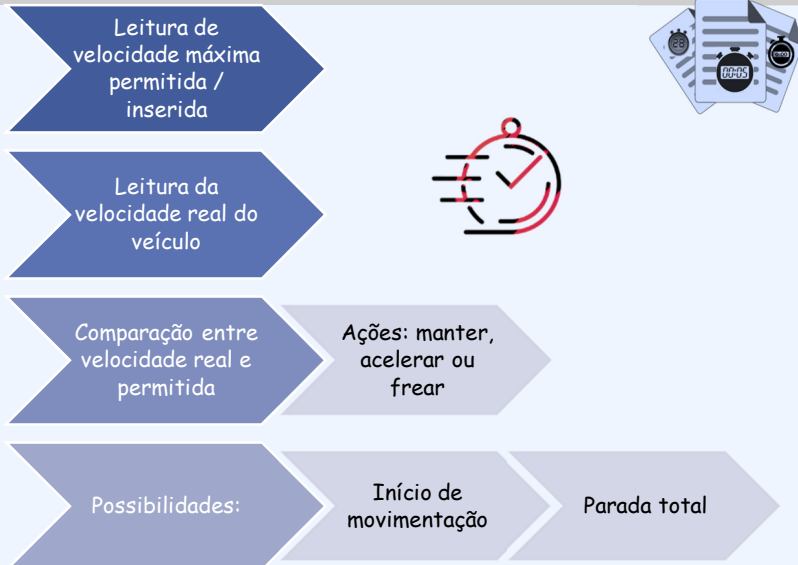 Leitura de
velocidade máxima
permitida /
inserida
28
00:05
Leitura da
velocidade real do
veículo
Comparação entre
velocidade real e
permitida
Ações: manter,
acelerar ou
frear
Possibilidades:
Início de
movimentação
Parada total